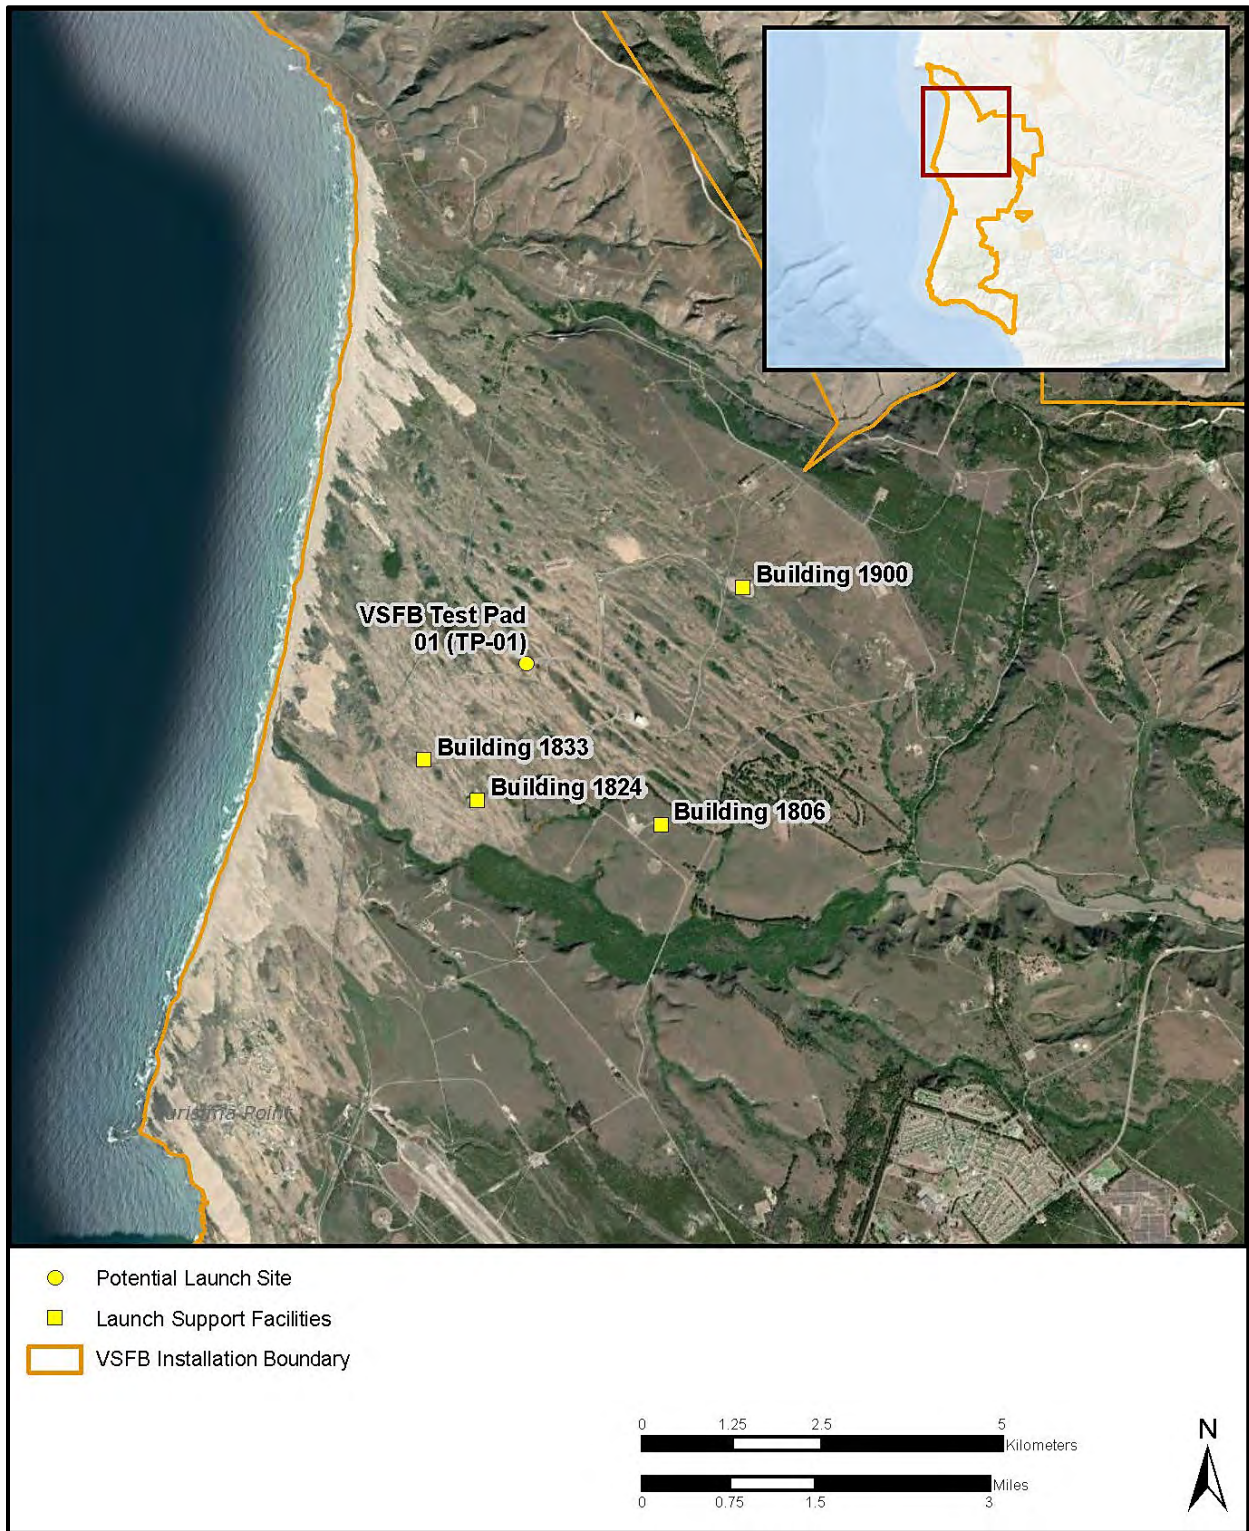 Building 1900
VSFB Test Pad
01 (TP-01)
Building 1833
Building 1824
Building 1806
Point
Potential Launch Site
Launch Support Facilities
VSFB Installation Boundary
0 1.25 2.5 5
Kilometers
Miles
0 0.75 1.5 3
N